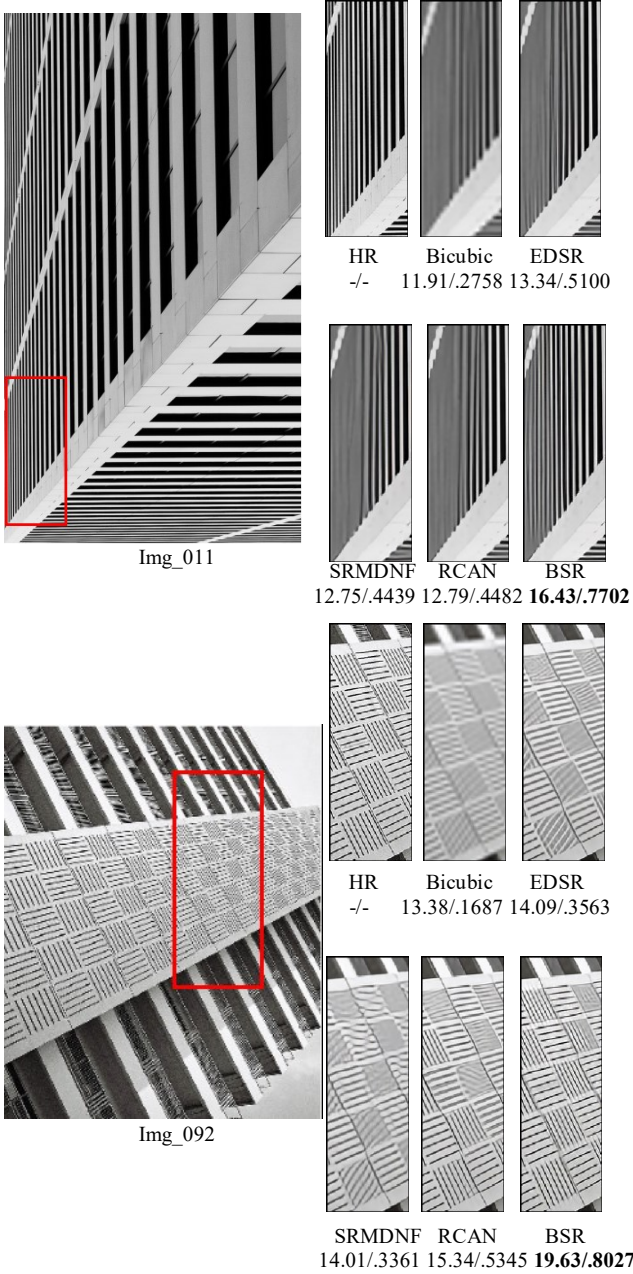 HR Bicubic EDSR
-/- 11.91/.2758 13.34/.5100
Img_011
SRMDNF RCAN BSR
12.75/.4439 12.79/.4482 16.43/.7702
HR Bicubic EDSR
-/- 13.38/.1687 14.09/.3563
Img_092
SRMDNF RCAN BSR
14.01/.3361 15.34/.5345 19.63/.8027